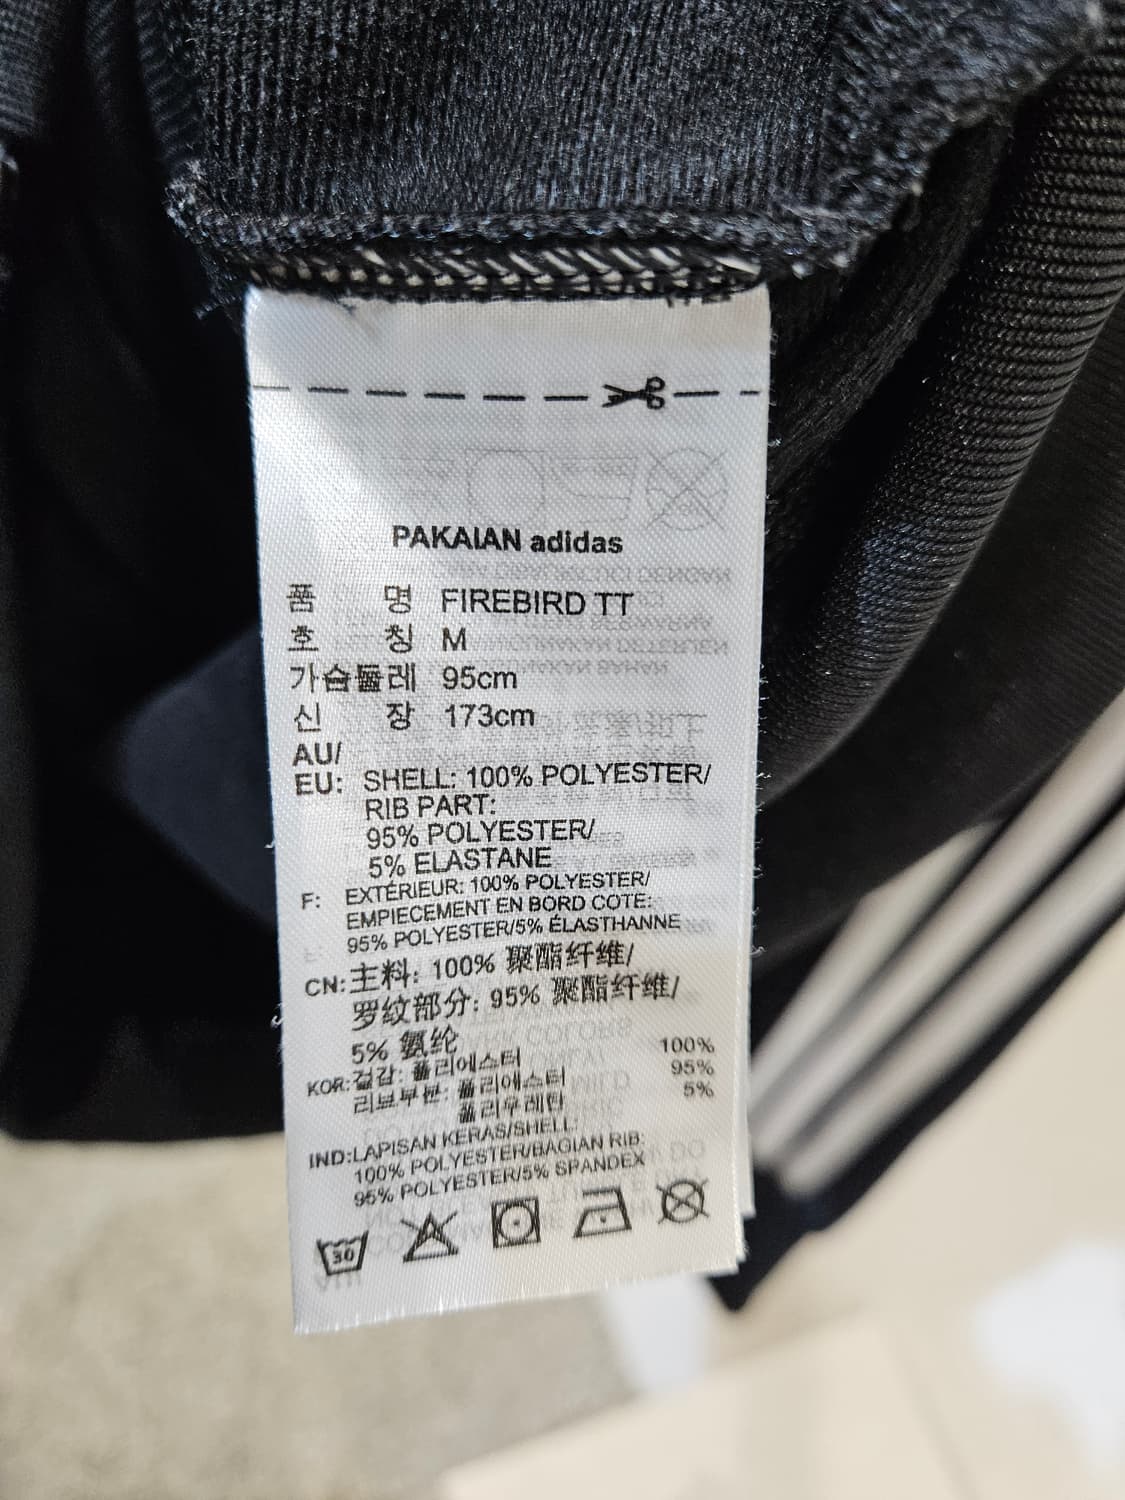 PAKAIAN adidas
품 명 FIREBIRD TT
호 칭 M
가슴둘레 95cm
신 장 173cm
AU/
EU: SHELL: 100% POLYESTER/
RIB PART:
95% POLYESTER/
5% ELASTANE
F: EXTÉRIEUR: 100% POLYESTER/
EMPIECEMENT EN BORD COTE:
95% POLYESTER/5% ÉLASTHANNE
CN: 主料: 100% 聚酯纤维/
罗纹部分: 95% 聚酯纤维/
5% 氨纶
KOR: 겉감: 폴리에스터 100%
리브부분: 폴리에스터 95%
폴리우레탄 5%
IND: LAPISAN KERAS/SHELL:
100% POLYESTER/BAGIAN RIB:
95% POLYESTER/5% SPANDEX
30